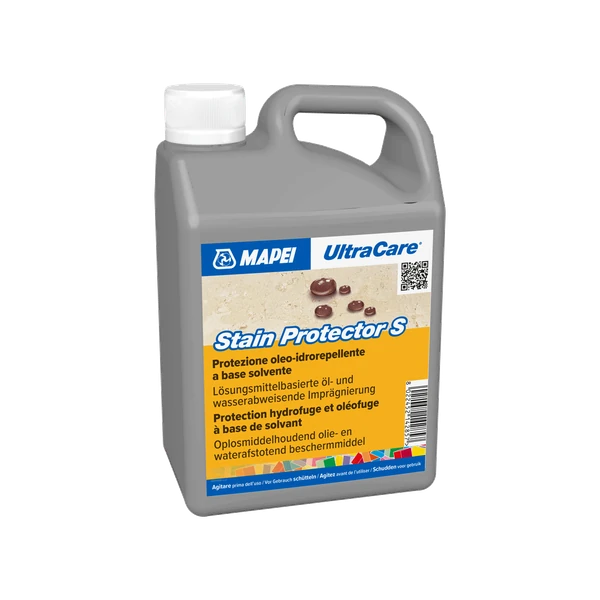 MAPEI
UltraCare®
Stain Protector S
Protezione oleo-idrorepellente
a base solvente
Lösungsmittelbasierte öl- und
wasserabweisende Imprägnierung
Protection hydrofuge et oléofuge
à base de solvant
Oplosmiddelhoudend olie- en
waterafstotend beschermmiddel
Agitare prima dell'uso / Vor Gebrauch schütteln / Agitez avant de l'utiliser / Schudden voor gebruik